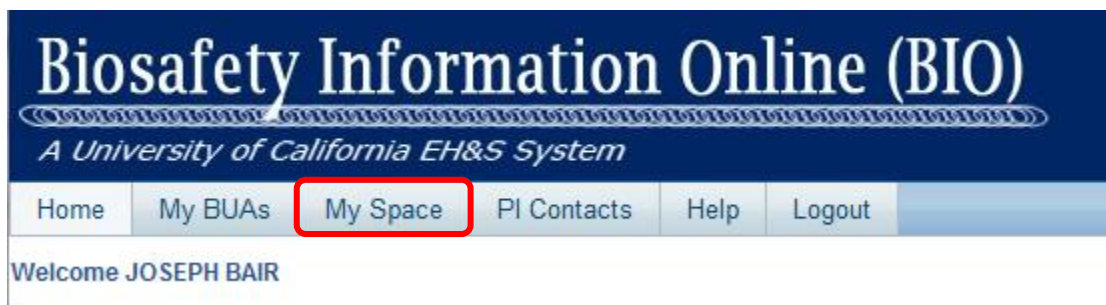 Biosafety Information Online (BIO)
A University of California EH&S System
Home My BUAs My Space PI Contacts Help Logout
Welcome JOSEPH BAIR